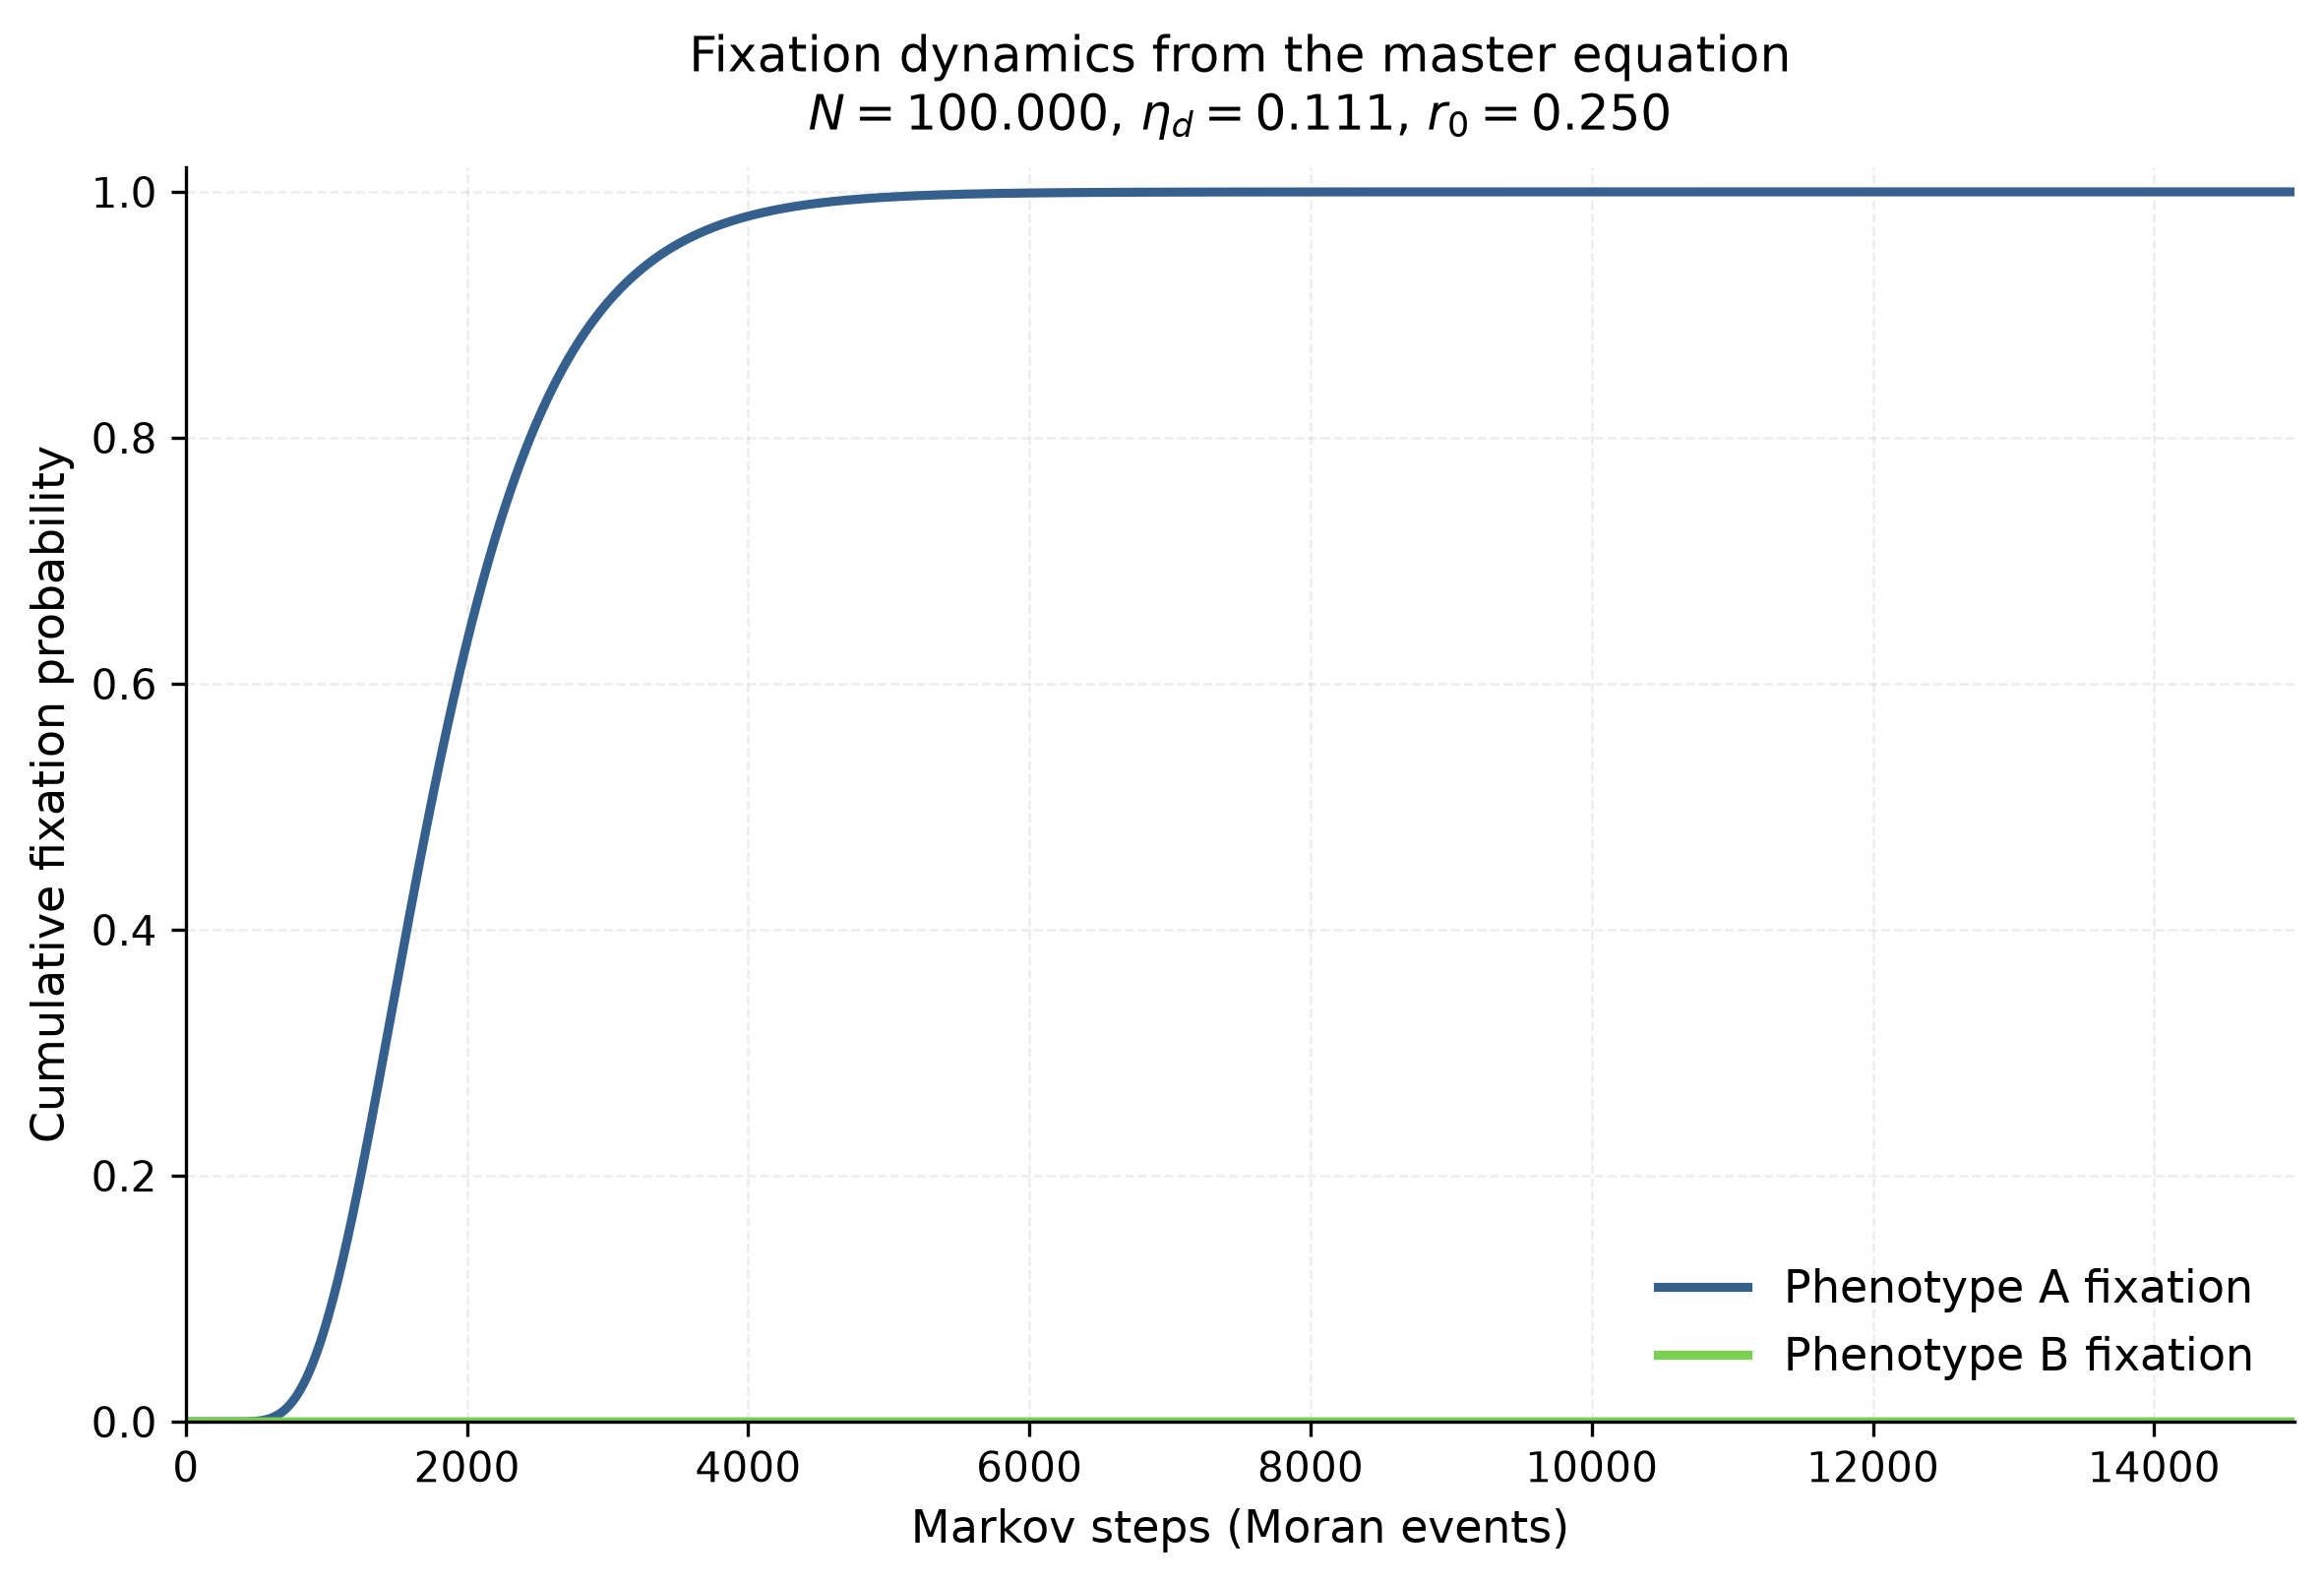 Fixation dynamics from the master equation
N = 100.000, η_d = 0.111, r_0 = 0.250
Cumulative fixation probability
1.0
0.8
0.6
0.4
0.2
0.0
0 2000 4000 6000 8000 10000 12000 14000
Markov steps (Moran events)
Phenotype A fixation
Phenotype B fixation